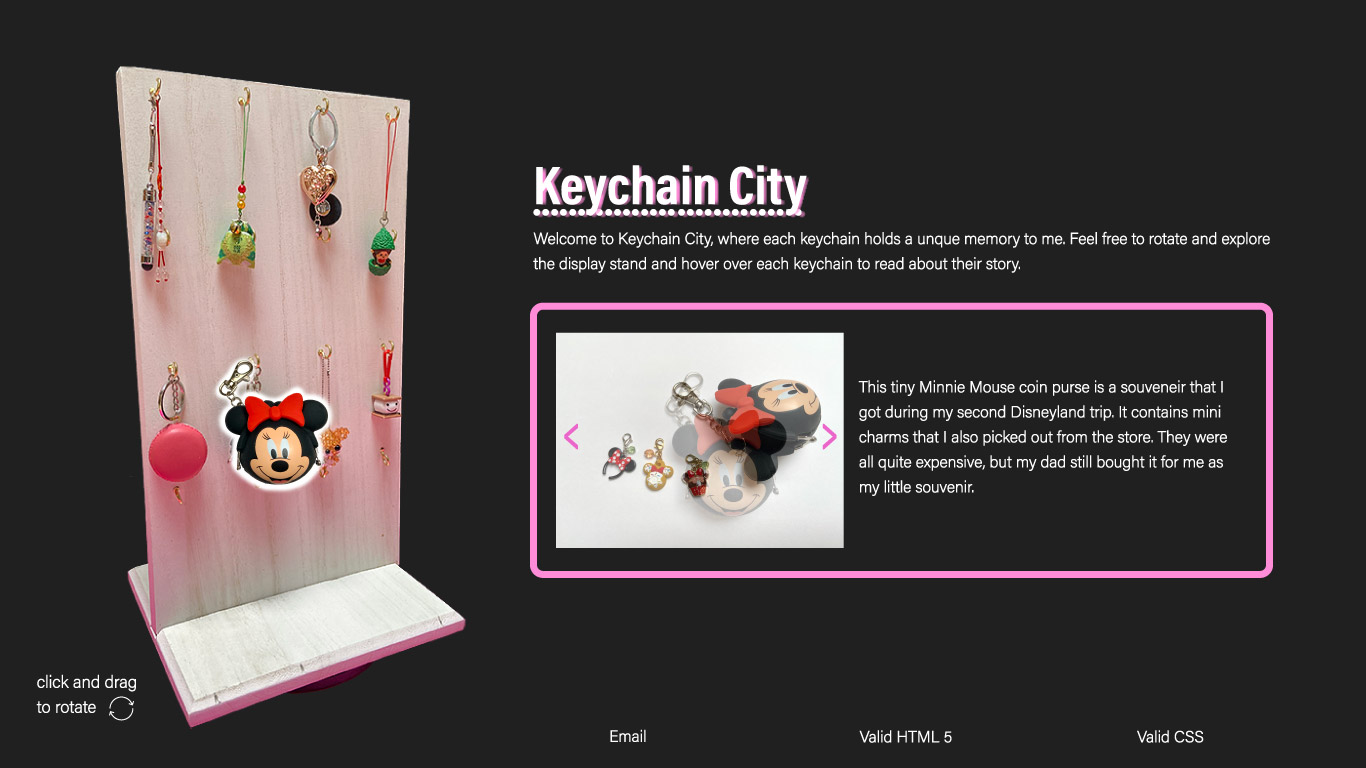 Keychain City
Welcome to Keychain City, where each keychain holds a unque memory to me. Feel free to rotate and explore
the display stand and hover over each keychain to read about their story.
This tiny Minnie Mouse coin purse is a souveneir that I
got during my second Disneyland trip. It contains mini
charms that I also picked out from the store. They were
all quite expensive, but my dad still bought it for me as
my little souvenir.
click and drag
to rotate
Email
Valid HTML 5
Valid CSS